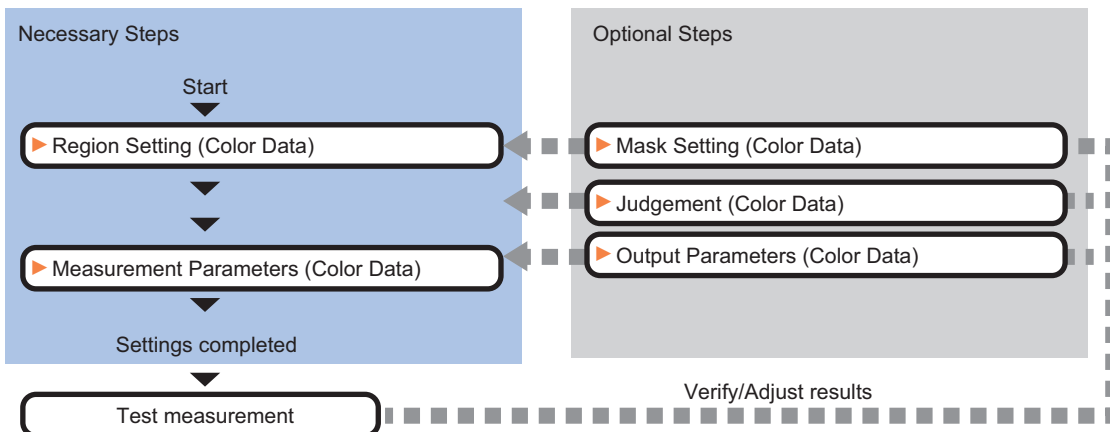 Necessary Steps
Start
Region Setting (Color Data)
Measurement Parameters (Color Data)
Settings completed
Test measurement
Optional Steps
Mask Setting (Color Data)
Judgement (Color Data)
Output Parameters (Color Data)
Verify/Adjust results